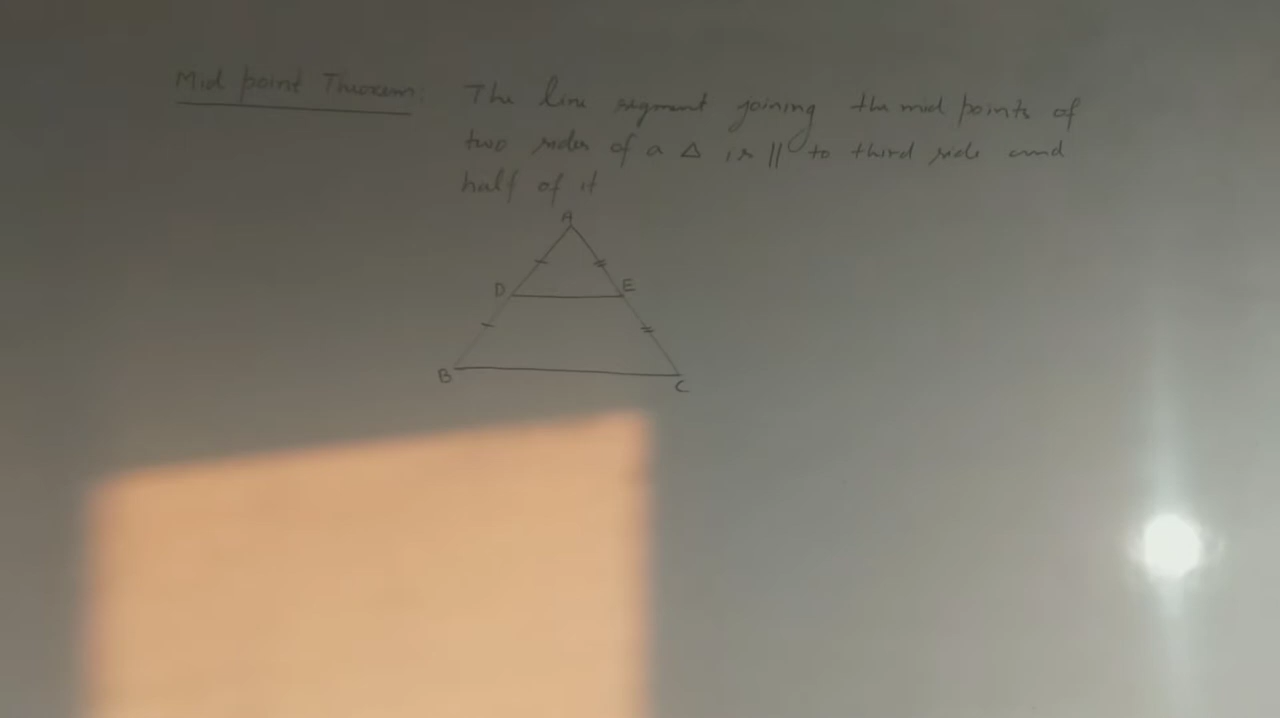 Mid point Theorem: The line segment joining the mid points of
two sides of a △ is || to third side and
half of it
A
D E
B C